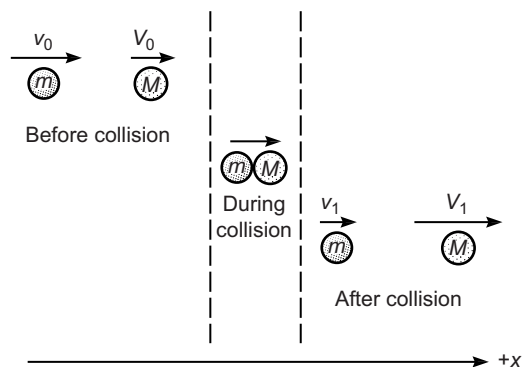 v₀ V₀
m M
Before collision
m M
During
collision
v₁ V₁
m M
After collision
+x